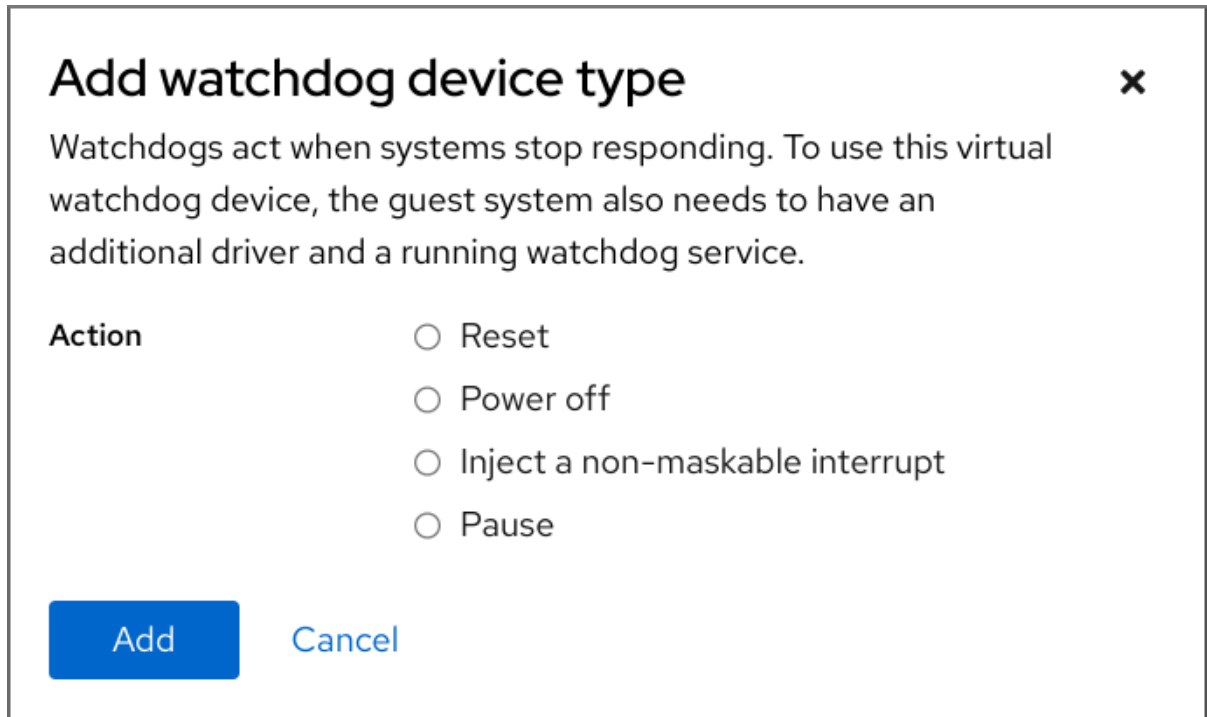 Add watchdog device type
Watchdogs act when systems stop responding. To use this virtual
watchdog device, the guest system also needs to have an
additional driver and a running watchdog service.
Action
Reset
Power off
Inject a non-maskable interrupt
Pause
Add
Cancel